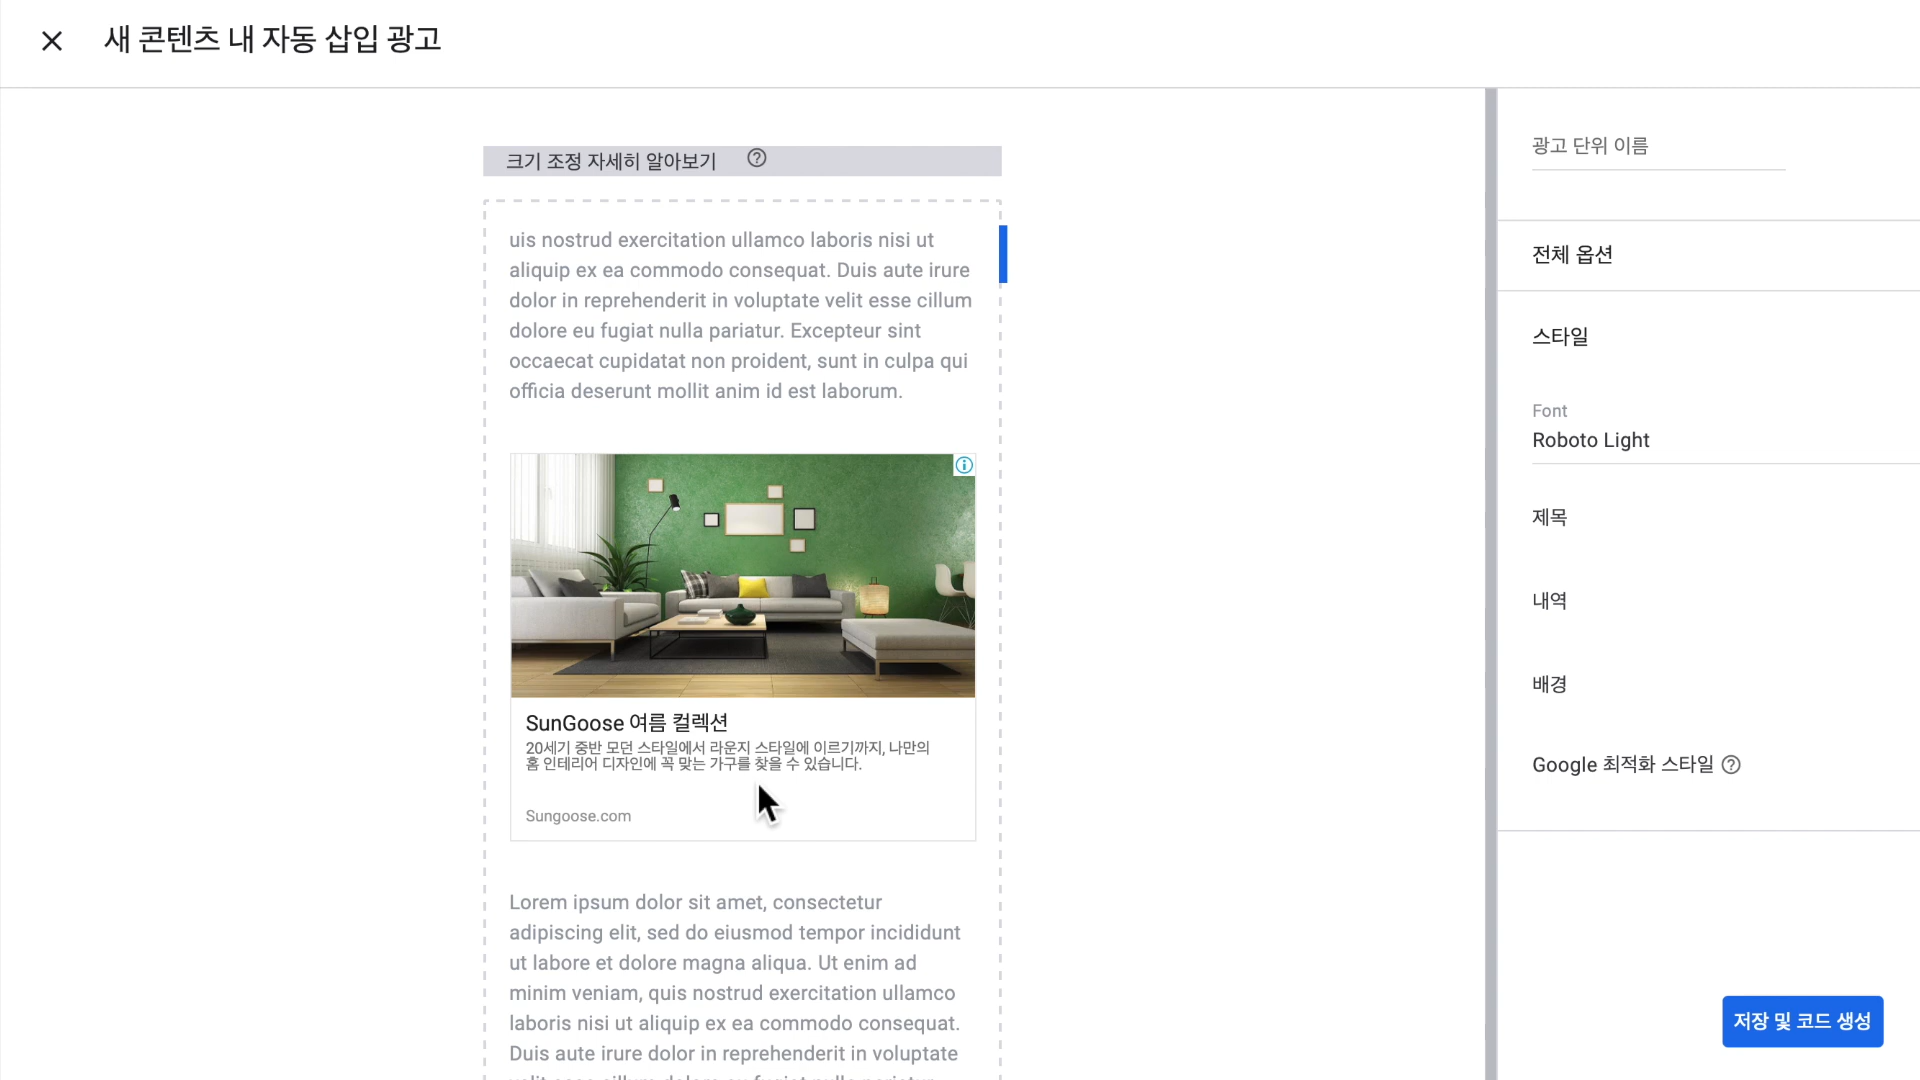 새 콘텐츠 내 자동 삽입 광고
크기 조정 자세히 알아보기
uis nostrud exercitation ullamco laboris nisi ut
aliquip ex ea commodo consequat. Duis aute irure
dolor in reprehenderit in voluptate velit esse cillum
dolore eu fugiat nulla pariatur. Excepteur sint
occaecat cupidatat non proident, sunt in culpa qui
officia deserunt mollit anim id est laborum.
SunGoose 여름 컬렉션
20세기 중반 모던 스타일에서 라운지 스타일에 이르기까지, 나만의
홈 인테리어 디자인에 꼭 맞는 가구를 찾을 수 있습니다.
Sungoose.com
Lorem ipsum dolor sit amet, consectetur
adipiscing elit, sed do eiusmod tempor incididunt
ut labore et dolore magna aliqua. Ut enim ad
minim veniam, quis nostrud exercitation ullamco
laboris nisi ut aliquip ex ea commodo consequat.
Duis aute irure dolor in reprehenderit in voluptate
광고 단위 이름
전체 옵션
스타일
Font
Roboto Light
제목
내역
배경
Google 최적화 스타일
저장 및 코드 생성